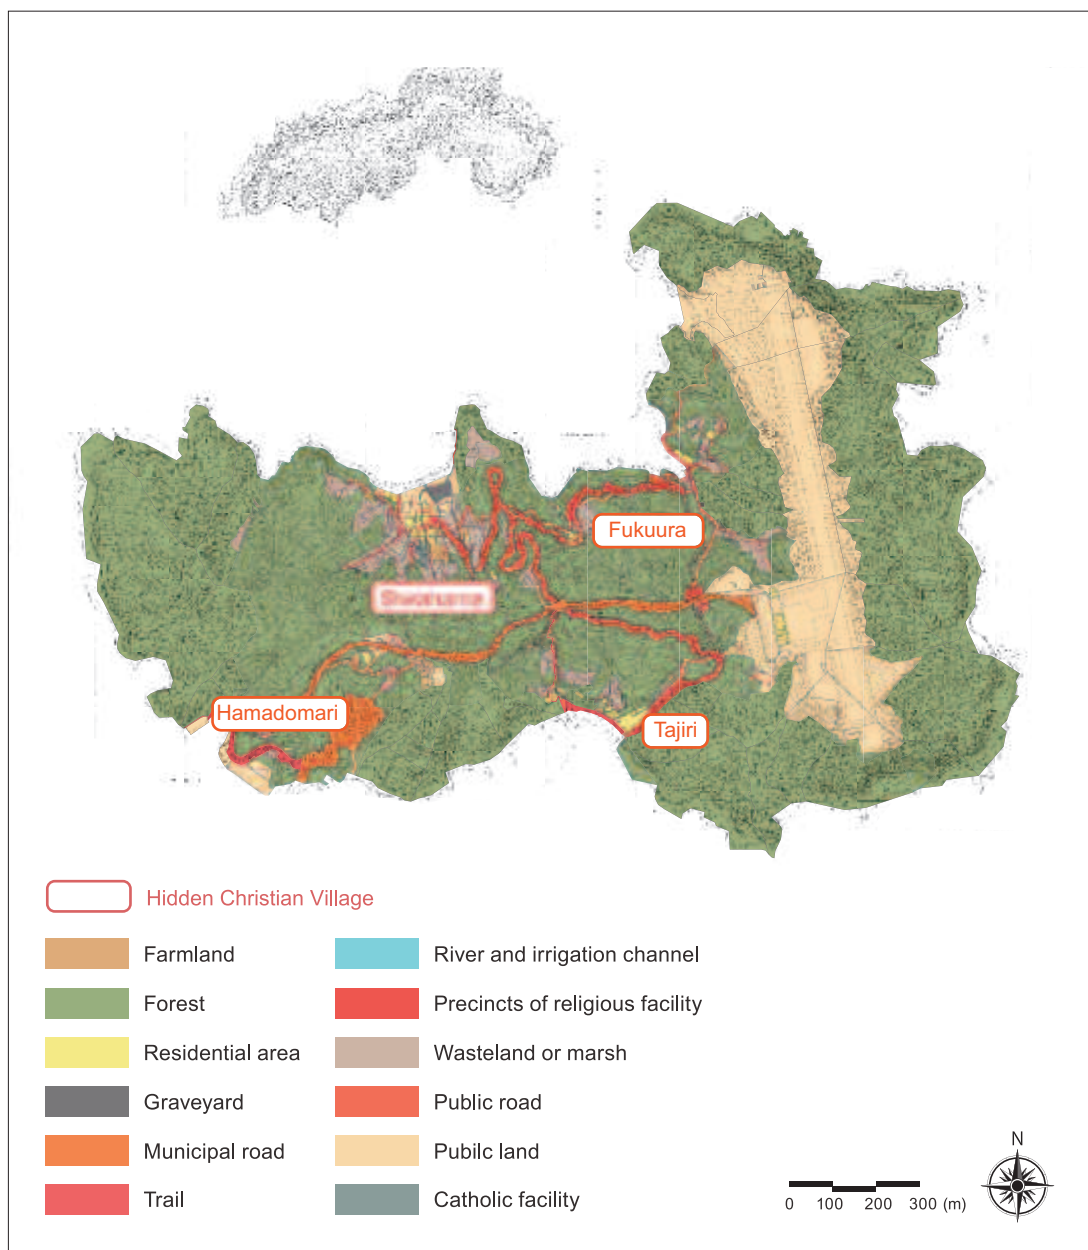 Fukuura
Hamadomari
Tajiri
Hidden Christian Village
Farmland
River and irrigation channel
Forest
Precincts of religious facility
Residential area
Wasteland or marsh
Graveyard
Public road
Municipal road
Pubilc land
Trail
Catholic facility
N
0 100 200 300 (m)